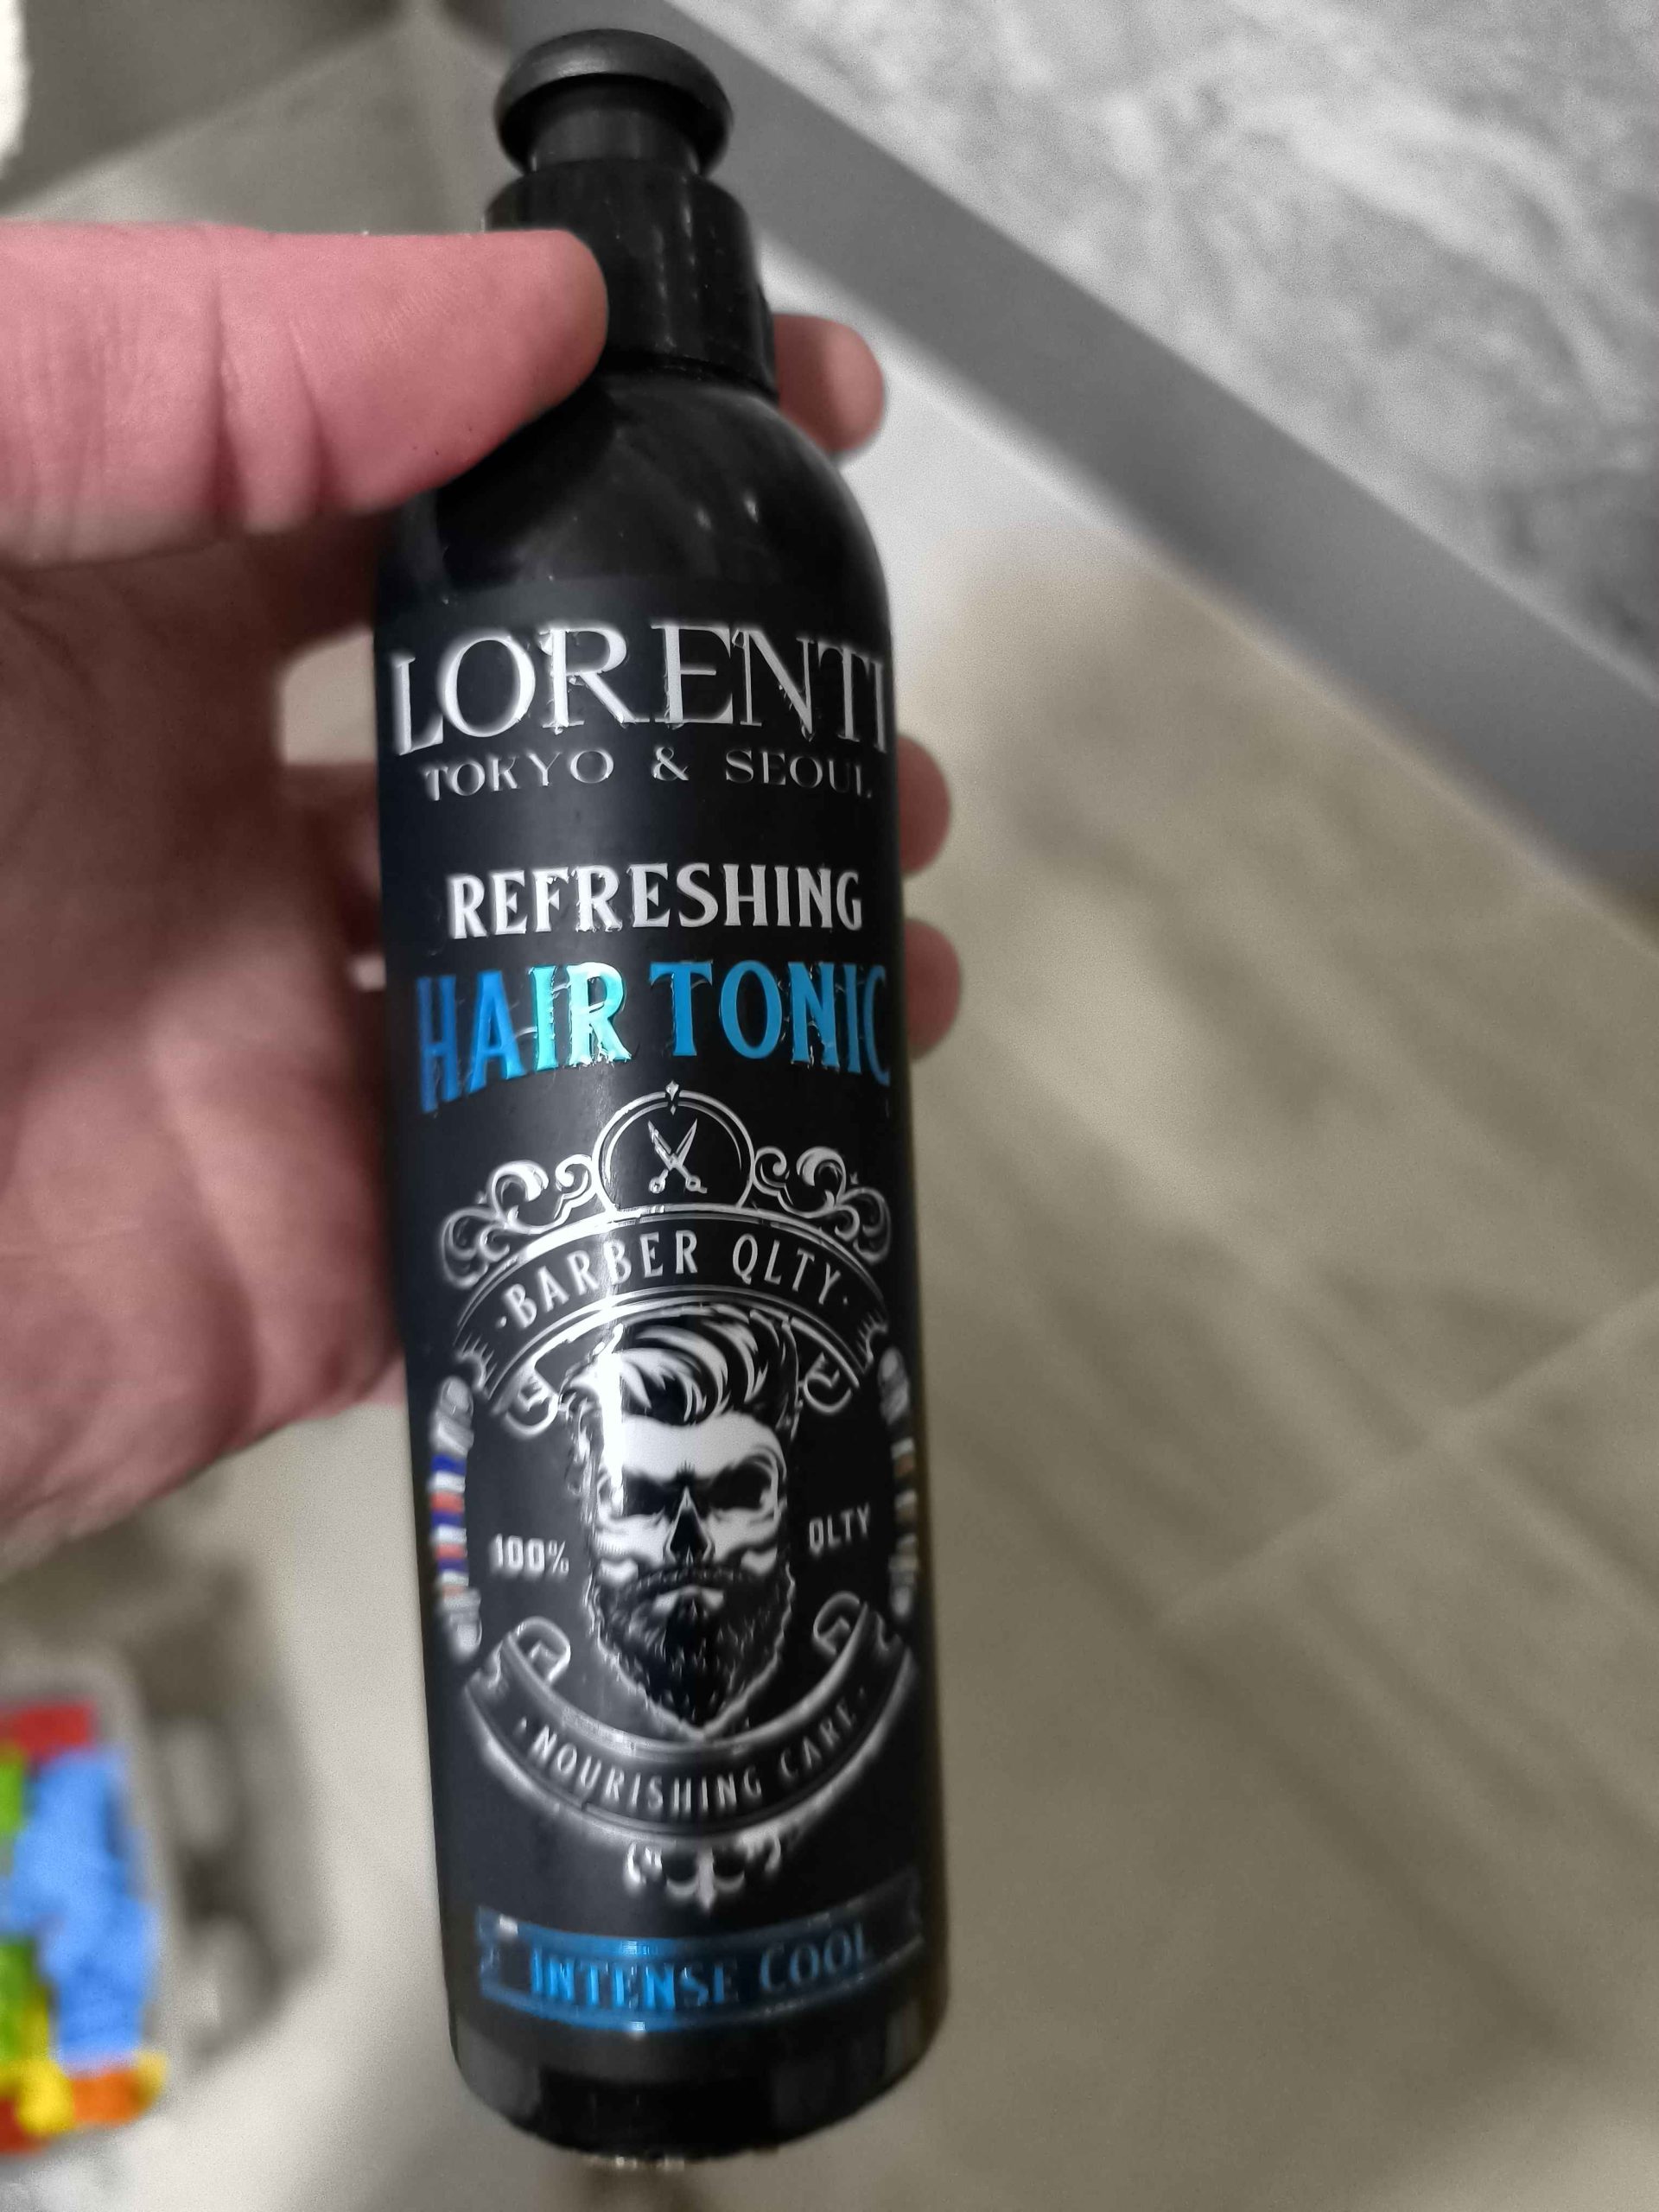 LORENTI
TOKYO & SEOUL
REFRESHING
HAIR TONIC
·BARBER QLTY·
100% QLTY
·NOURISHING CARE·
INTENSE COOL